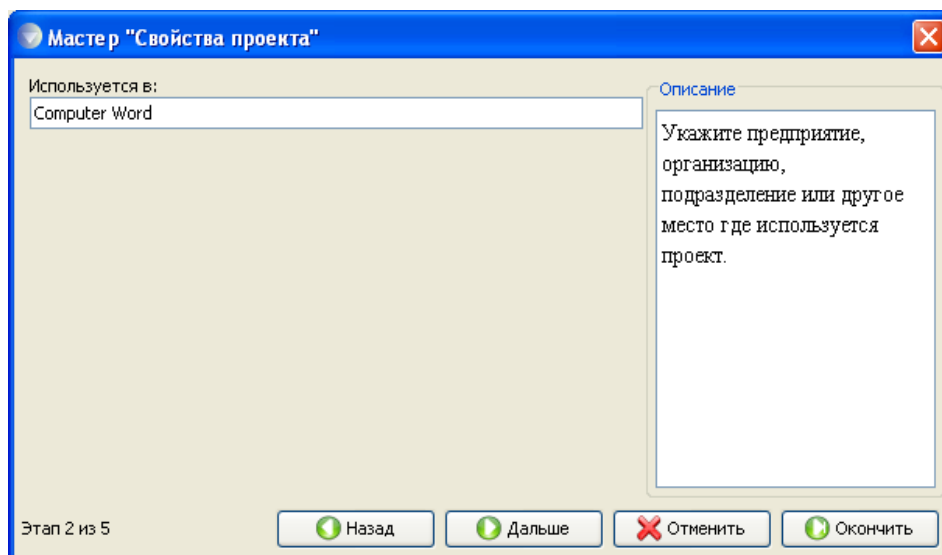 Мастер "Свойства проекта"
Используется в:
Computer Word
Описание
Укажите предприятие,
организацию,
подразделение или другое
место где используется
проект.
Этап 2 из 5
Назад
Дальше
Отменить
Окончить